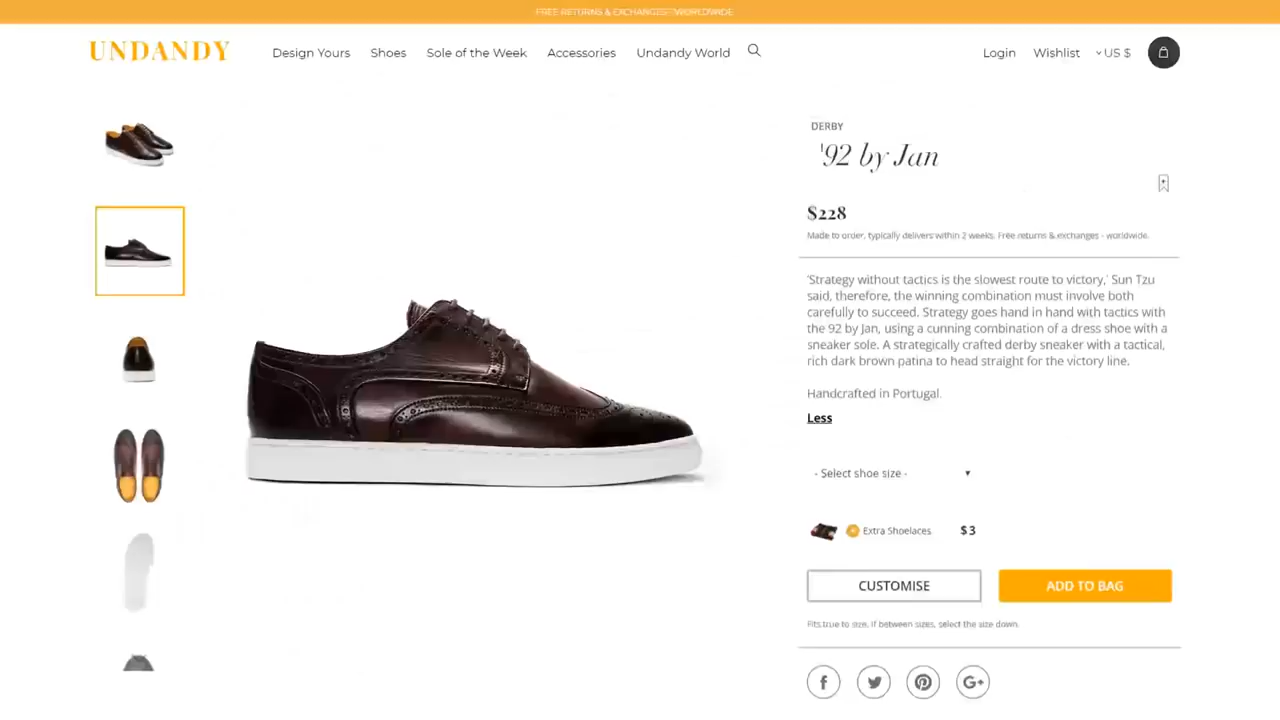 FREE RETURNS & EXCHANGES - WORLDWIDE
UNDANDY
Design Yours
Shoes
Sole of the Week
Accessories
Undandy World
Login
Wishlist
US $
DERBY
'92 by Jan
$228
Made to order, typically delivers within 2 weeks. Free returns & exchanges - worldwide.
'Strategy without tactics is the slowest route to victory,' Sun Tzu
said, therefore, the winning combination must involve both
carefully to succeed. Strategy goes hand in hand with tactics with
the 92 by Jan, using a cunning combination of a dress shoe with a
sneaker sole. A strategically crafted derby sneaker with a tactical,
rich dark brown patina to head straight for the victory line.
Handcrafted in Portugal.
Less
- Select shoe size -
Extra Shoelaces $3
CUSTOMISE
ADD TO BAG
Fits true to size. If between sizes, select the size down.
f
G+